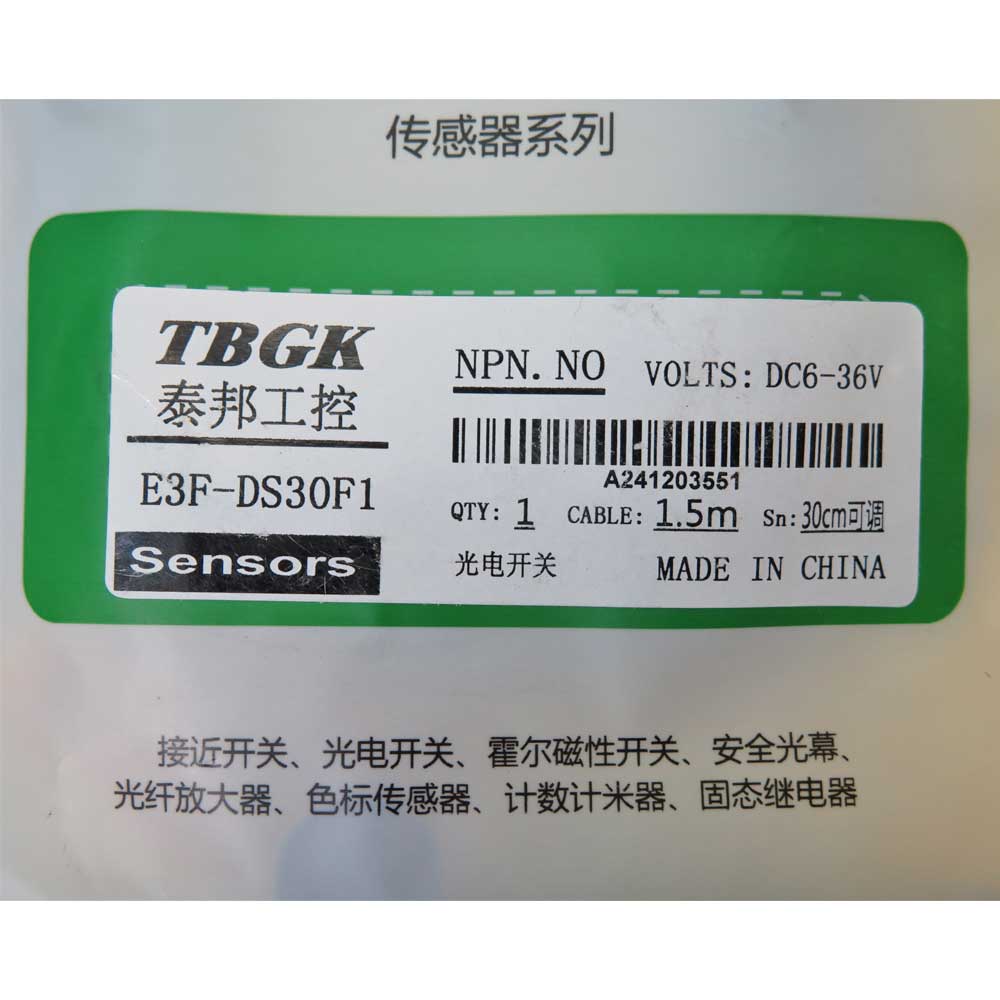 传感器系列
TBGK
泰邦工控
E3F-DS30F1
Sensors
NPN. NO
VOLTS: DC6-36V
A241203551
QTY: 1
CABLE: 1.5m
Sn: 30cm可调
光电开关
MADE IN CHINA
接近开关、光电开关、霍尔磁性开关、安全光幕、
光纤放大器、色标传感器、计数计米器、固态继电器